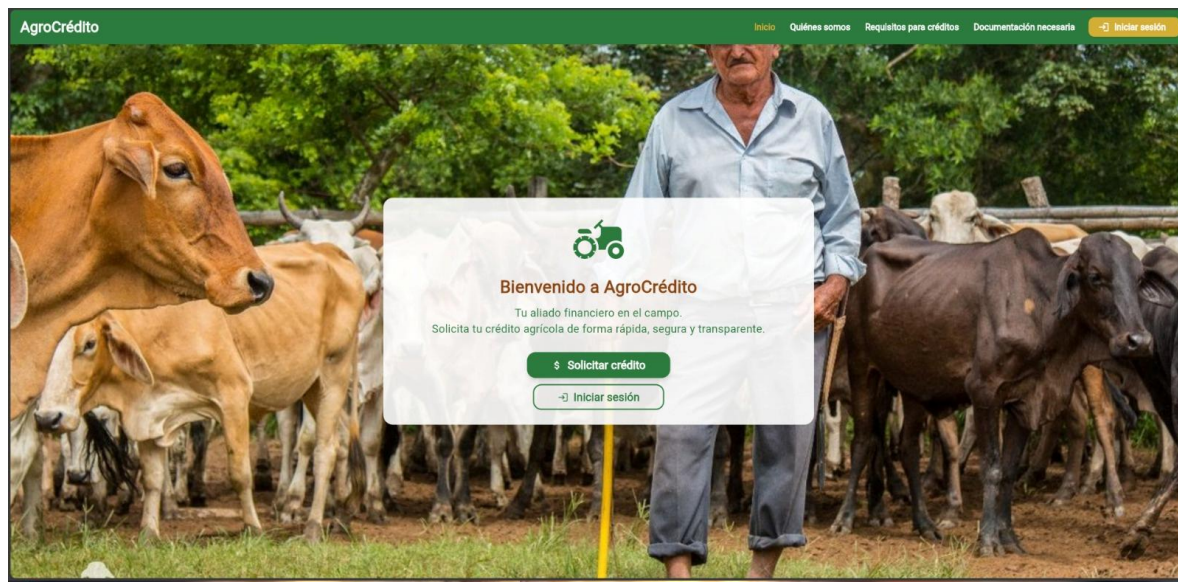 AgroCrédito
Inicio Quiénes somos Requisitos para créditos Documentación necesaria Iniciar sesión
Bienvenido a AgroCrédito
Tu aliado financiero en el campo.
Solicita tu crédito agrícola de forma rápida, segura y transparente.
$ Solicitar crédito
Iniciar sesión